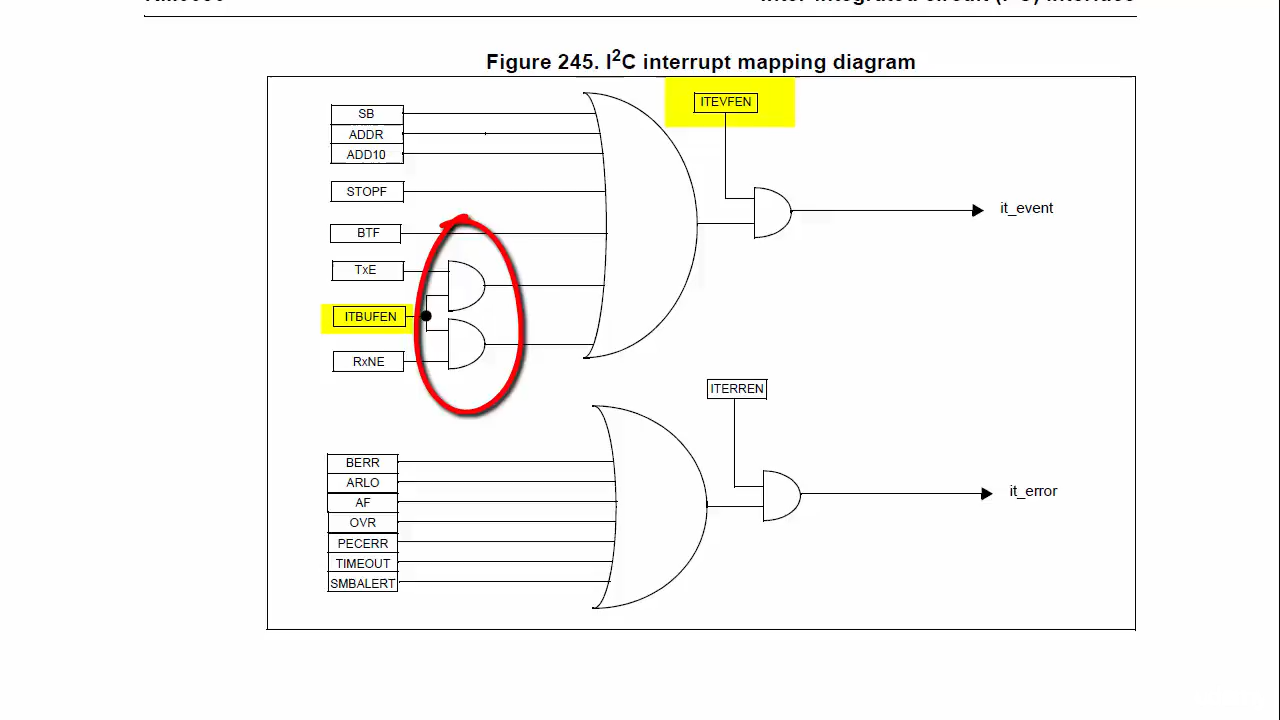 Figure 245. I2C interrupt mapping diagram
ITEVFEN
SB
ADDR
ADD10
STOPF
it_event
BTF
TxE
ITBUFEN
RxNE
ITERREN
BERR
ARLO
AF
it_error
OVR
PECERR
TIMEOUT
SMBALERT